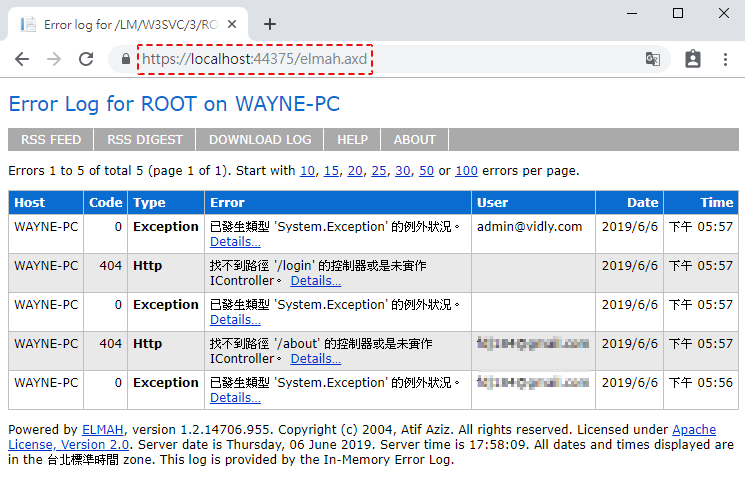 Error log for /LM/W3SVC/3/RO
https://localhost:44375/elmah.axd
Error Log for ROOT on WAYNE-PC
RSS FEED RSS DIGEST DOWNLOAD LOG HELP ABOUT
Errors 1 to 5 of total 5 (page 1 of 1). Start with 10, 15, 20, 25, 30, 50 or 100 errors per page.
Host Code Type Error User Date Time
WAYNE-PC 0 Exception 已發生類型 'System.Exception' 的例外狀況。 admin@vidly.com 2019/6/6 下午 05:57
Details...
WAYNE-PC 404 Http 找不到路徑 '/login' 的控制器或是未實作 2019/6/6 下午 05:57
IController。 Details...
WAYNE-PC 0 Exception 已發生類型 'System.Exception' 的例外狀況。 2019/6/6 下午 05:57
Details...
WAYNE-PC 404 Http 找不到路徑 '/about' 的控制器或是未實作 2019/6/6 下午 05:57
IController。 Details...
WAYNE-PC 0 Exception 已發生類型 'System.Exception' 的例外狀況。 2019/6/6 下午 05:56
Details...
Powered by ELMAH, version 1.2.14706.955. Copyright (c) 2004, Atif Aziz. All rights reserved. Licensed under Apache
License, Version 2.0. Server date is Thursday, 06 June 2019. Server time is 17:58:09. All dates and times displayed are
in the 台北標準時間 zone. This log is provided by the In-Memory Error Log.